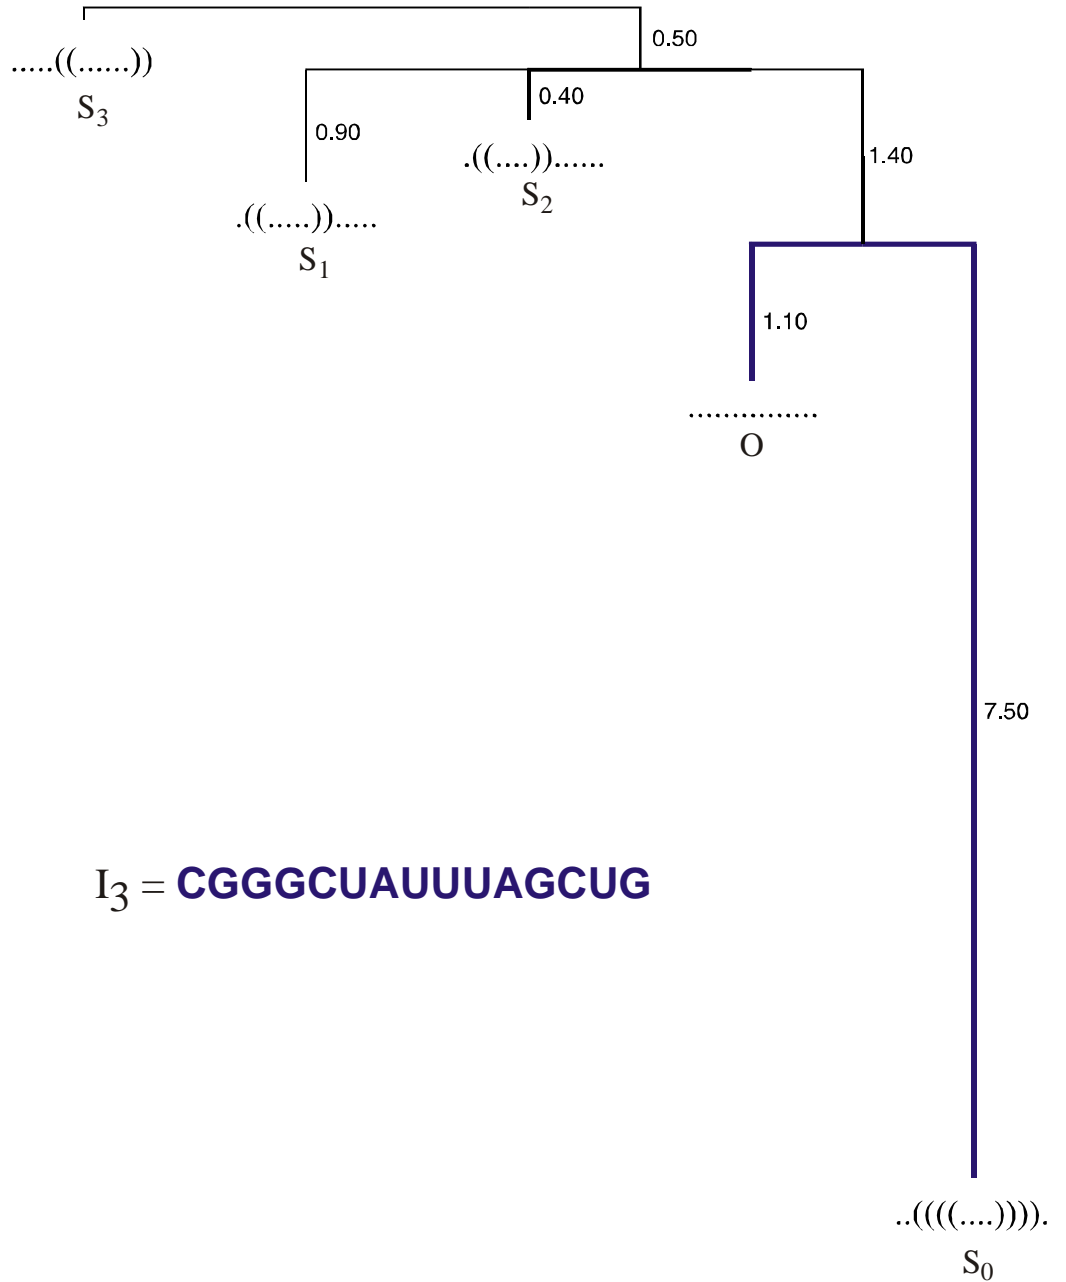 0.50
.....((......))
S3
0.40
0.90
1.40
.((....))......
S2
.((.....)).....
S1
1.10
...............
O
7.50
I3 = CGGGCUAUUUAGCUG
..((((....)))).
S0